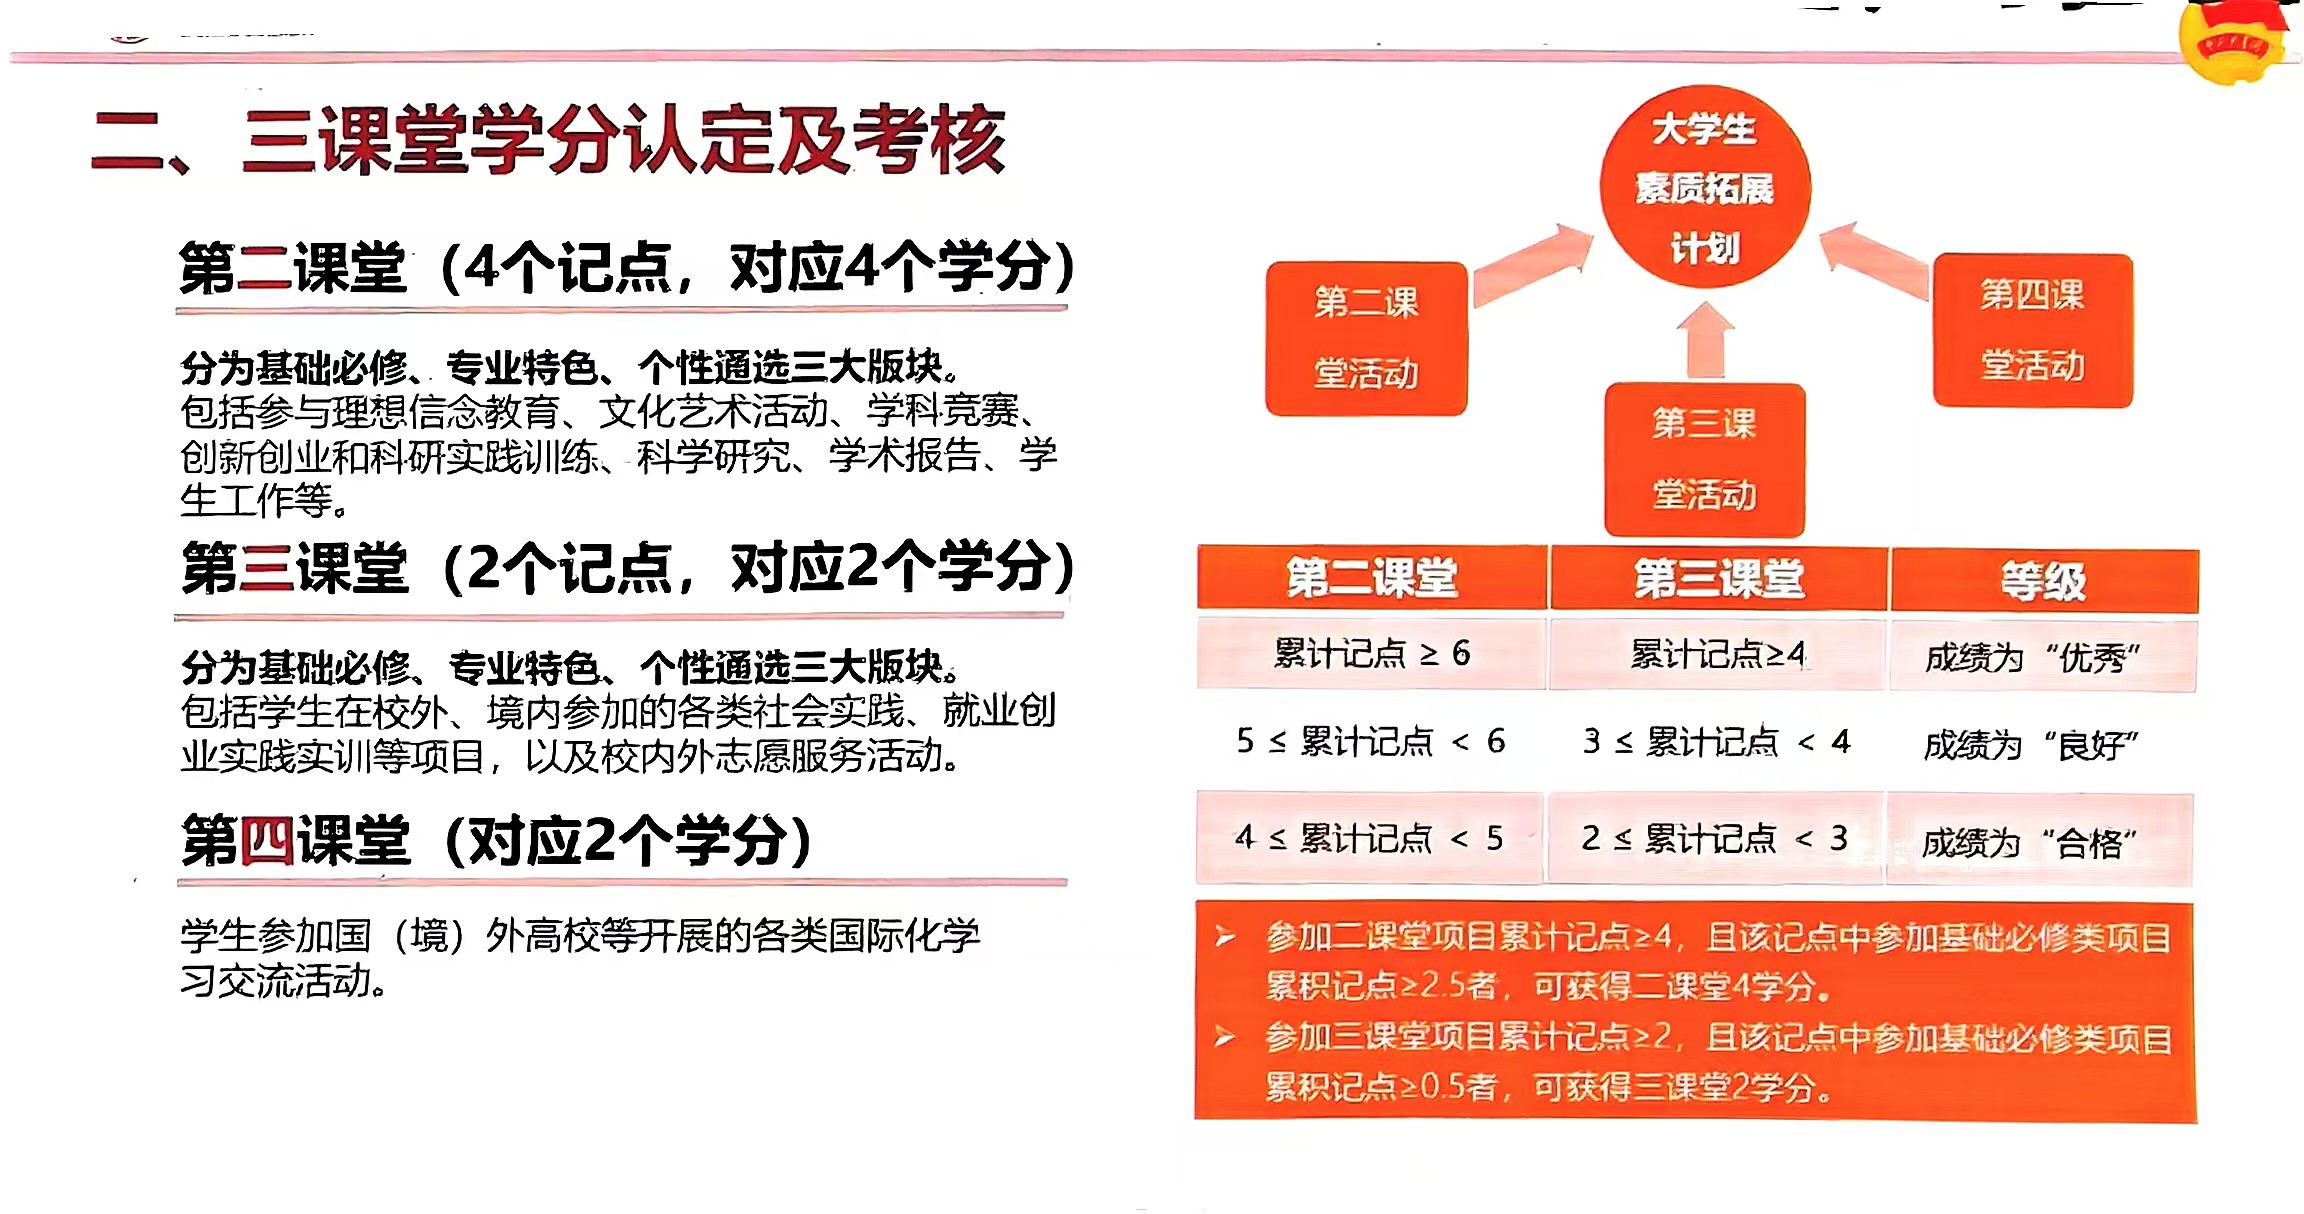 二、三课堂学分认定及考核
第二课堂（4个记点，对应4个学分）
分为基础必修、专业特色、个性通选三大版块。
包括参与理想信念教育、文化艺术活动、学科竞赛、
创新创业和科研实践训练、科学研究、学术报告、学
生工作等。
第三课堂（2个记点，对应2个学分）
分为基础必修、专业特色、个性通选三大版块。
包括学生在校外、境内参加的各类社会实践、就业创
业实践实训等项目，以及校内外志愿服务活动。
第四课堂（对应2个学分）
学生参加国（境）外高校等开展的各类国际化学
习交流活动。
大学生
素质拓展
计划
第二课
堂活动
第三课
堂活动
第四课
堂活动
第二课堂 第三课堂 等级
累计记点 ≥ 6 累计记点≥4 成绩为“优秀”
5 ≤ 累计记点 < 6 3 ≤ 累计记点 < 4 成绩为“良好”
4 ≤ 累计记点 < 5 2 ≤ 累计记点 < 3 成绩为“合格”
➢ 参加二课堂项目累计记点≥4，且该记点中参加基础必修类项目
累积记点≥2.5者，可获得二课堂4学分。
➢ 参加三课堂项目累计记点≥2，且该记点中参加基础必修类项目
累积记点≥0.5者，可获得三课堂2学分。